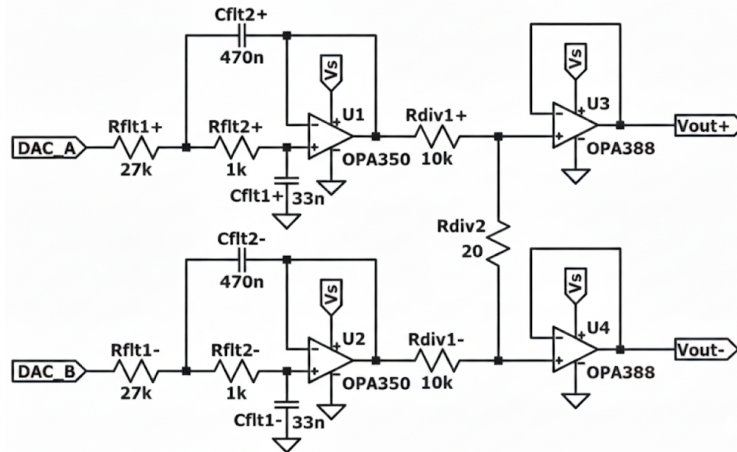 Cflt2+
470n
Vs
Vs
U1
U3
Rflt1+
Rflt2+
Rdiv1+
DAC_A
Vout+
27k
1k
OPA350
10k
OPA388
Cflt1+
33n
Rdiv2
20
Cflt2-
470n
Vs
Vs
U2
U4
Rflt1-
Rflt2-
Rdiv1-
DAC_B
Vout-
27k
1k
OPA350
10k
OPA388
Cflt1-
33n